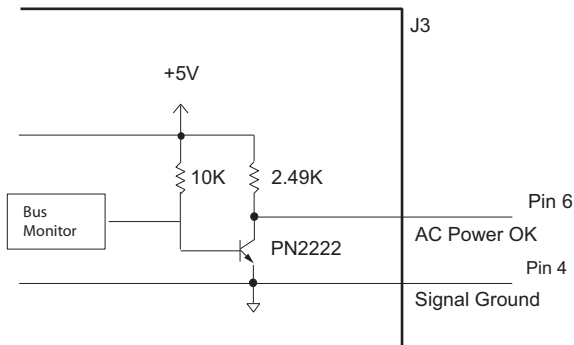 J3
+5V
10K
2.49K
Bus
Monitor
PN2222
Pin 6
AC Power OK
Pin 4
Signal Ground